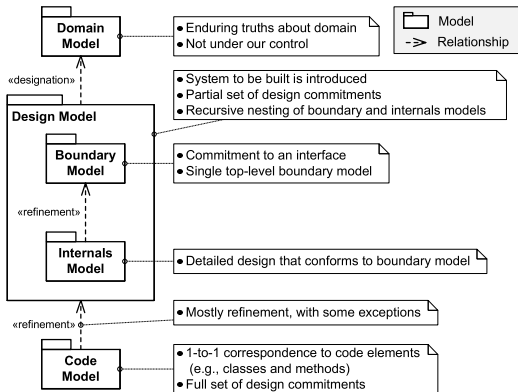 Domain
Model
• Enduring truths about domain
• Not under our control
Model
Relationship
«designation»
• System to be built is introduced
• Partial set of design commitments
• Recursive nesting of boundary and internals models
Design Model
Boundary
Model
• Commitment to an interface
• Single top-level boundary model
«refinement»
Internals
Model
• Detailed design that conforms to boundary model
«refinement»
• Mostly refinement, with some exceptions
Code
Model
• 1-to-1 correspondence to code elements
(e.g., classes and methods)
• Full set of design commitments